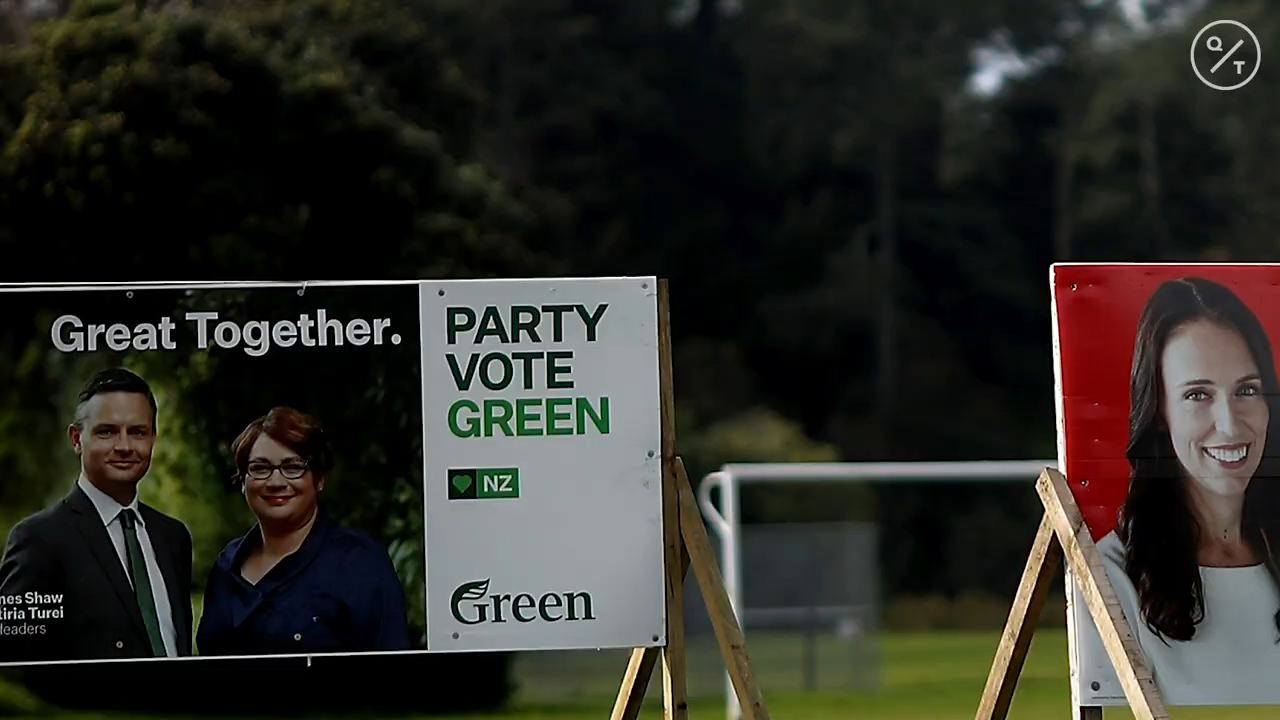 Q/T
Great Together.
PARTY
VOTE
GREEN
NZ
nes Shaw
tiria Turei
leaders
Green